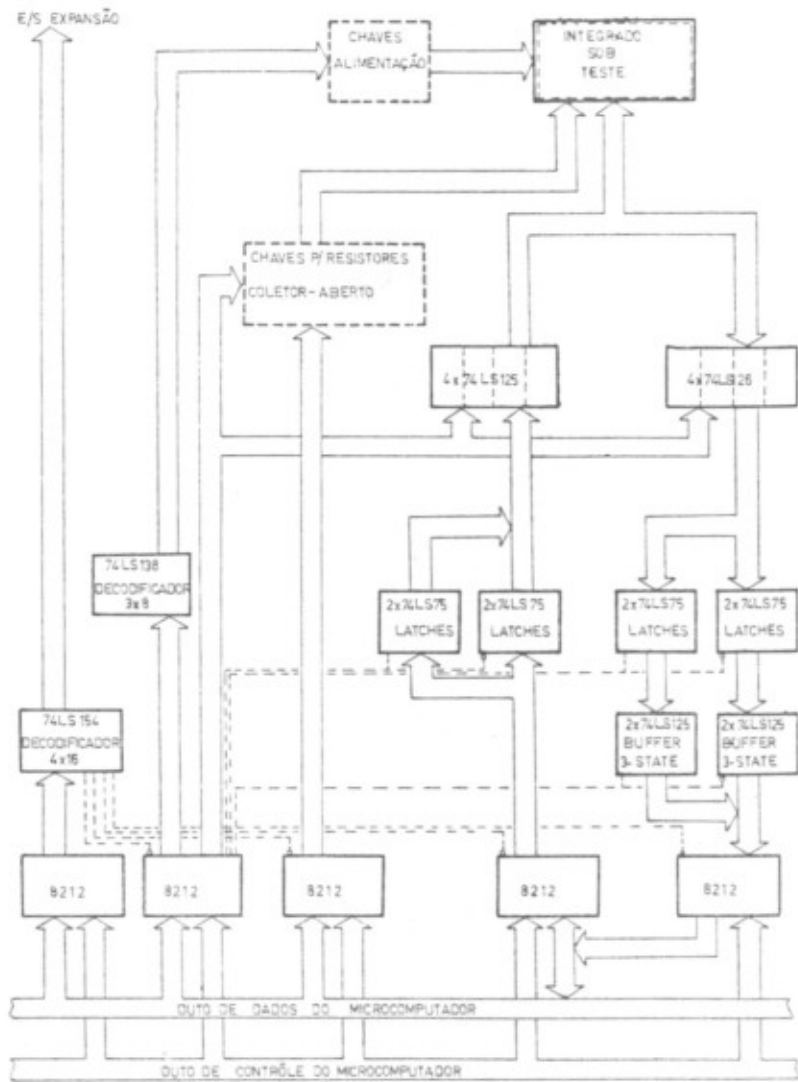 E/S EXPANSÃO
CHAVES
ALIMENTAÇÃO
INTEGRADO
SOB
TESTE
CHAVES P/ RESISTORES
COLETOR-ABERTO
4x74LS125
4x74LS26
74LS138
DECODIFICADOR
3x8
2x74LS75
LATCHES
2x74LS75
LATCHES
2x74LS75
LATCHES
2x74LS75
LATCHES
74LS154
DECODIFICADOR
4x16
2x74LS125
BUFFER
3-STATE
2x74LS125
BUFFER
3-STATE
8212
8212
8212
8212
8212
DUTO DE DADOS DO MICROCOMPUTADOR
DUTO DE CONTRÔLE DO MICROCOMPUTADOR